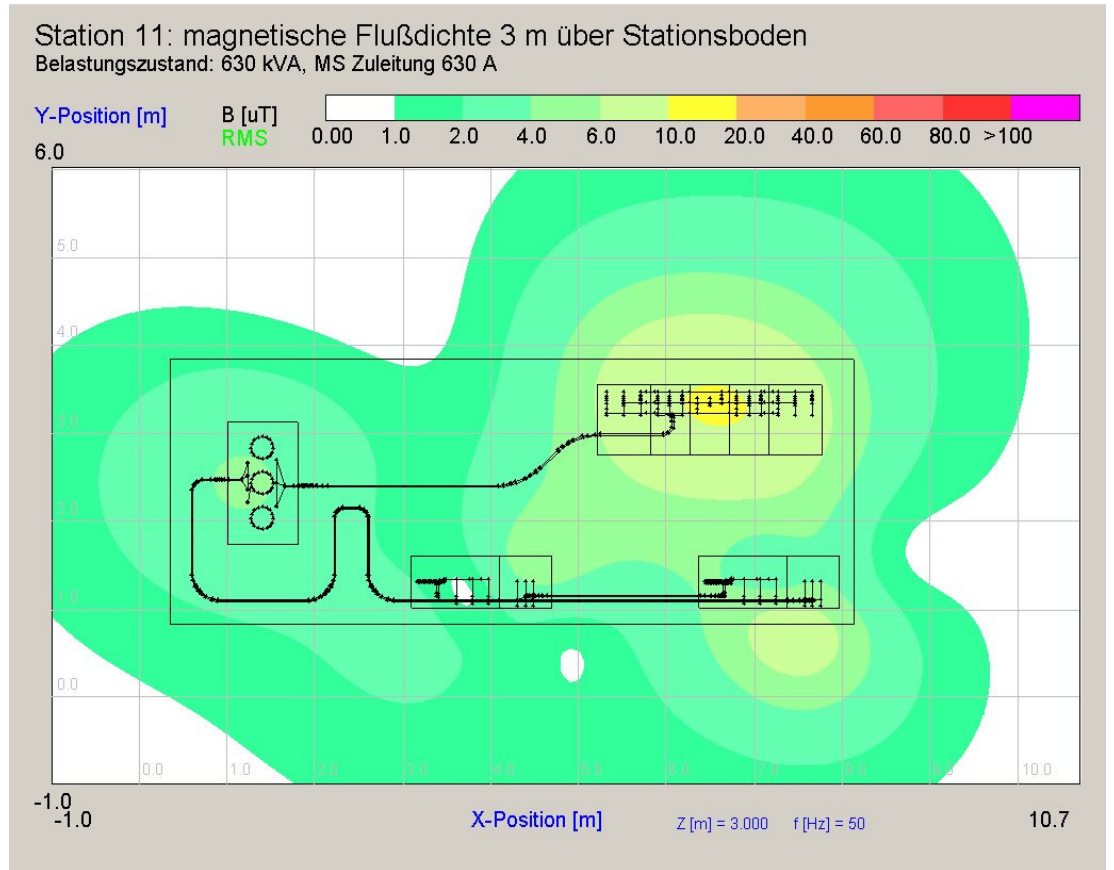 Station 11: magnetische Flußdichte 3 m über Stationsboden
Belastungszustand: 630 kVA, MS Zuleitung 630 A
Y-Position [m] B [uT]
RMS 0.00 1.0 2.0 4.0 6.0 10.0 20.0 40.0 60.0 80.0 >100
6.0
5.0
4.0
3.0
2.0
1.0
0.0
0.0 1.0 2.0 3.0 4.0 5.0 6.0 7.0 8.0 9.0 10.0
-1.0
-1.0 X-Position [m] Z [m] = 3.000 f [Hz] = 50 10.7